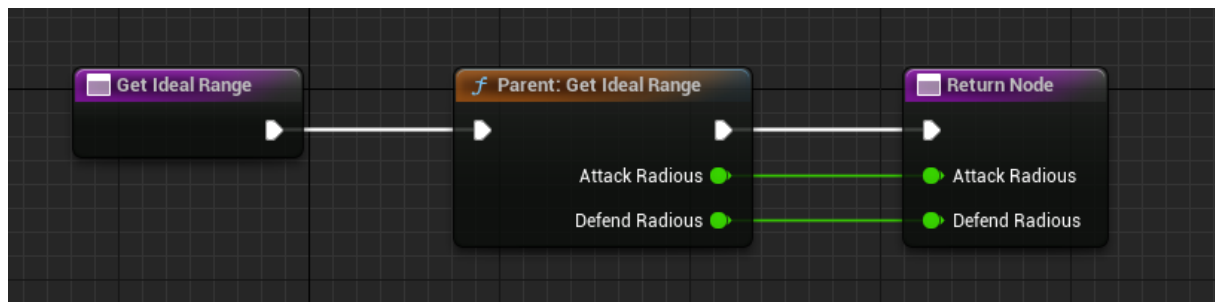 Get Ideal Range
Parent: Get Ideal Range
Return Node
Attack Radious
Attack Radious
Defend Radious
Defend Radious